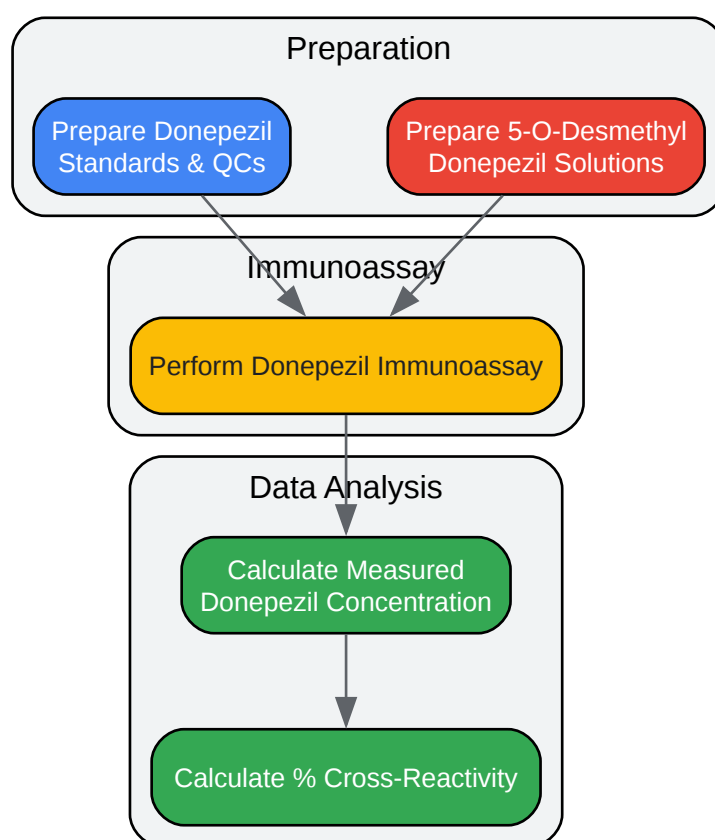 Preparation
Prepare Donepezil
Standards & QCs
Prepare 5-O-Desmethyl
Donepezil Solutions
Immunoassay
Perform Donepezil Immunoassay
Data Analysis
Calculate Measured
Donepezil Concentration
Calculate % Cross-Reactivity